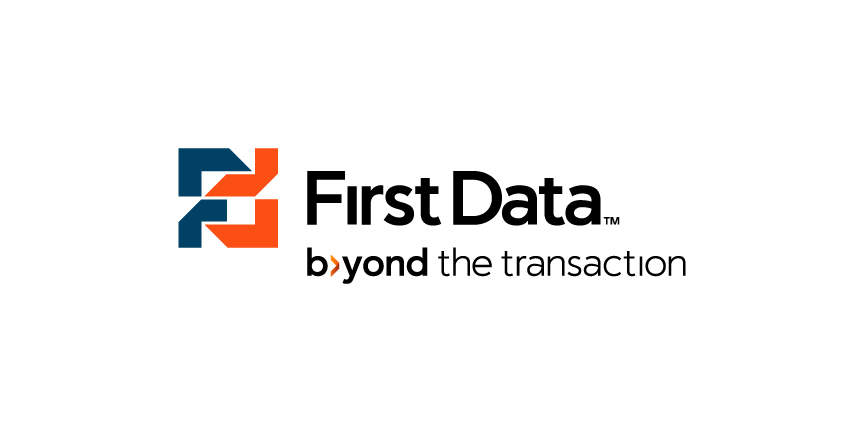 First Data™
b›yond the transaction